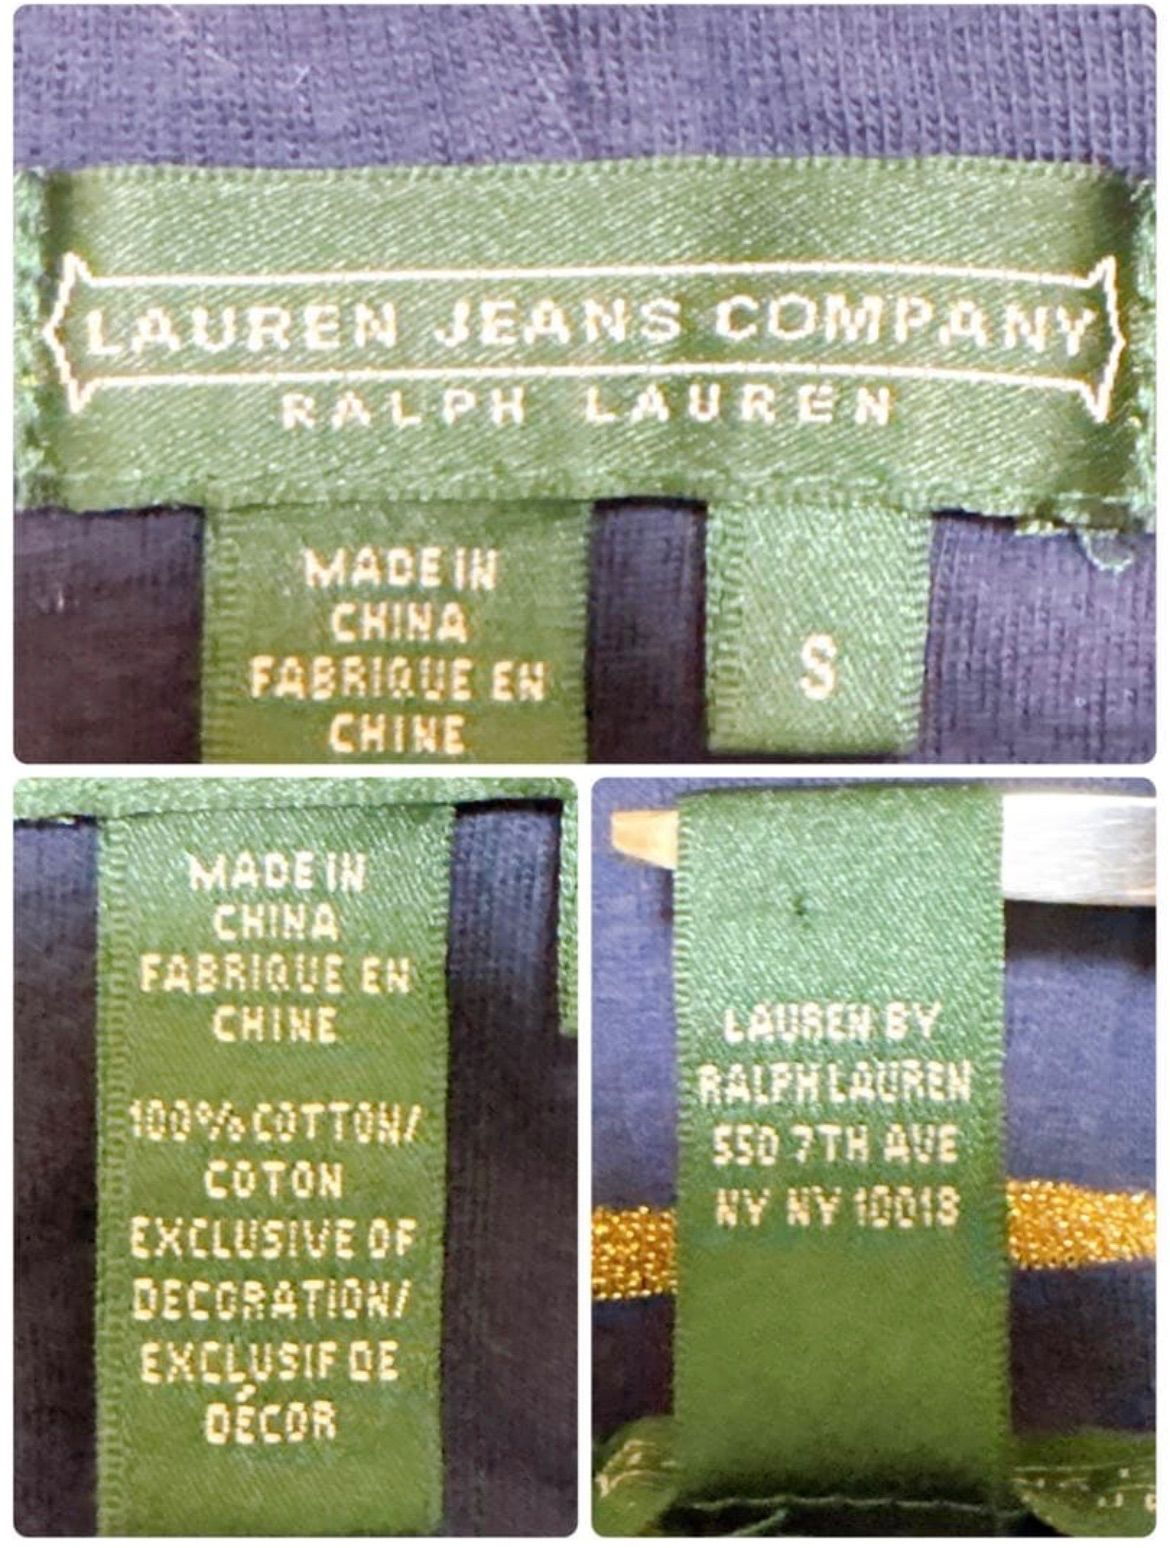 LAUREN JEANS COMPANY
RALPH LAUREN
MADE IN
CHINA
FABRIQUE EN
CHINE
S
MADE IN
CHINA
FABRIQUE EN
CHINE
100% COTTON/
COTON
EXCLUSIVE OF
DECORATION/
EXCLUSIF DE
DÉCOR
LAUREN BY
RALPH LAUREN
550 7TH AVE
NY NY 10018